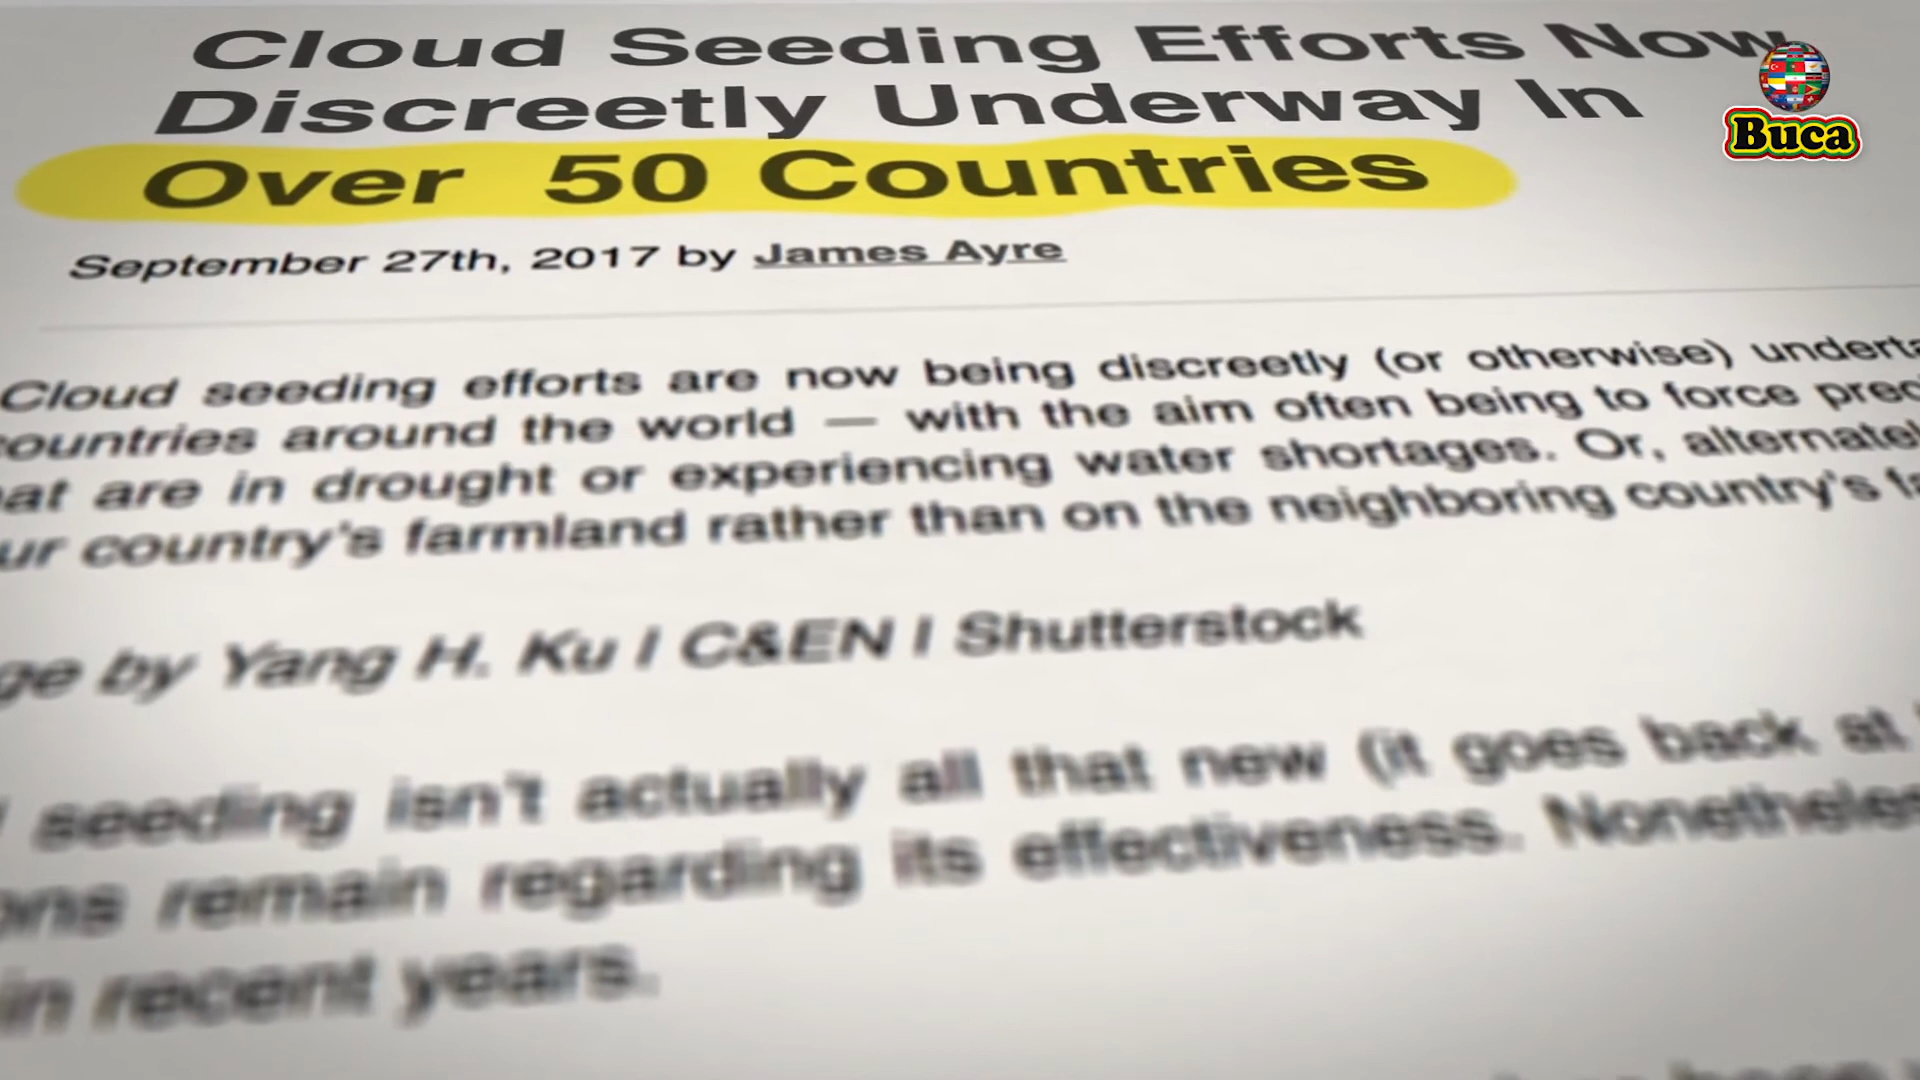 Cloud Seeding Efforts Now
Discreetly Underway In
Over 50 Countries
Buca
September 27th, 2017 by James Ayre
Cloud seeding efforts are now being discreetly (or otherwise)
countries around the world — with the aim often being to force
are in drought or experiencing water shortages. Or,
country's farmland rather than on the neighboring country's
by Yang H. Ku I C&EN I Shutterstock
seeding isn't actually all that new (it goes back at
remain regarding its effectiveness.
in recent years.